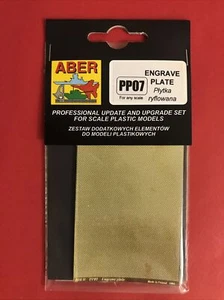 ABER
PP07
For any scale
ENGRAVE
PLATE
Płytka
ryflowana
PROFESSIONAL UPDATE AND UPGRADE SET
FOR SCALE PLASTIC MODELS
ZESTAW DODATKOWYCH ELEMENTÓW
DO MODELI PLASTIKOWYCH